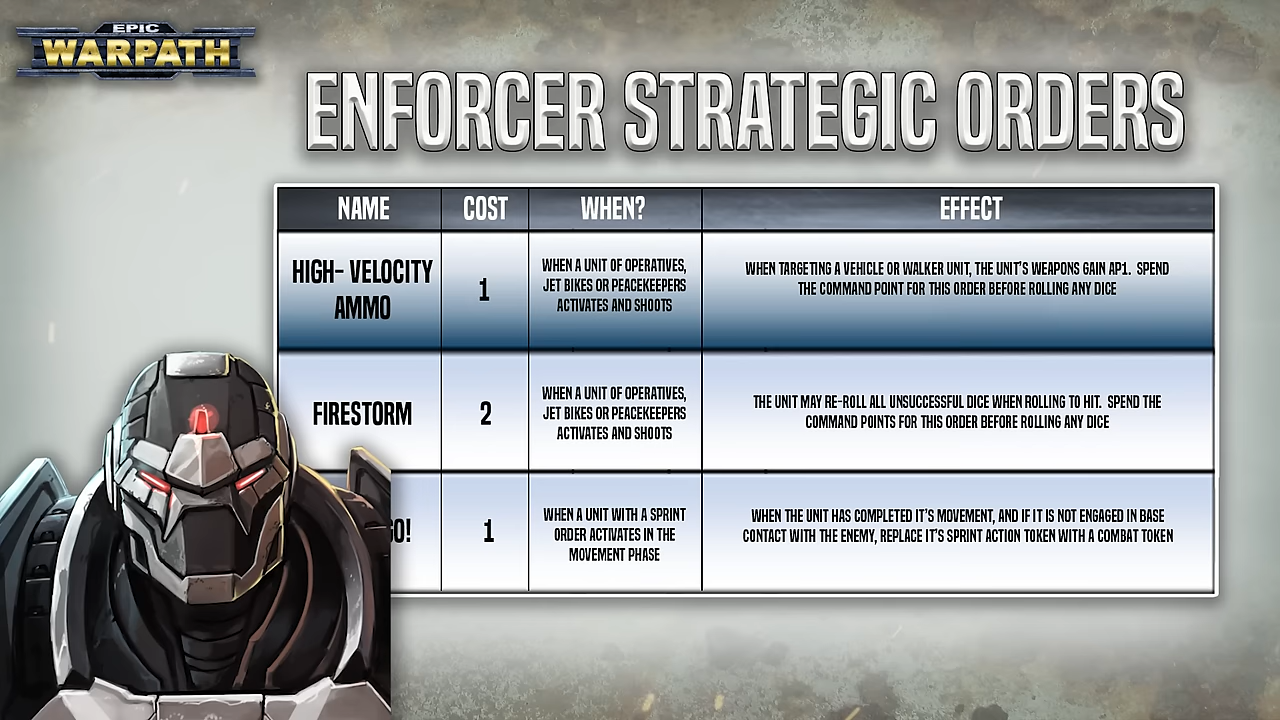 EPIC
WARPATH
ENFORCER STRATEGIC ORDERS
NAME COST WHEN? EFFECT
HIGH- VELOCITY
AMMO
1
WHEN A UNIT OF OPERATIVES,
JET BIKES OR PEACEKEEPERS
ACTIVATES AND SHOOTS
WHEN TARGETING A VEHICLE OR WALKER UNIT, THE UNIT'S WEAPONS GAIN AP1. SPEND
THE COMMAND POINT FOR THIS ORDER BEFORE ROLLING ANY DICE
FIRESTORM
2
WHEN A UNIT OF OPERATIVES,
JET BIKES OR PEACEKEEPERS
ACTIVATES AND SHOOTS
THE UNIT MAY RE-ROLL ALL UNSUCCESSFUL DICE WHEN ROLLING TO HIT. SPEND THE
COMMAND POINTS FOR THIS ORDER BEFORE ROLLING ANY DICE
1
WHEN A UNIT WITH A SPRINT
ORDER ACTIVATES IN THE
MOVEMENT PHASE
WHEN THE UNIT HAS COMPLETED IT'S MOVEMENT, AND IF IT IS NOT ENGAGED IN BASE
CONTACT WITH THE ENEMY, REPLACE IT'S SPRINT ACTION TOKEN WITH A COMBAT TOKEN